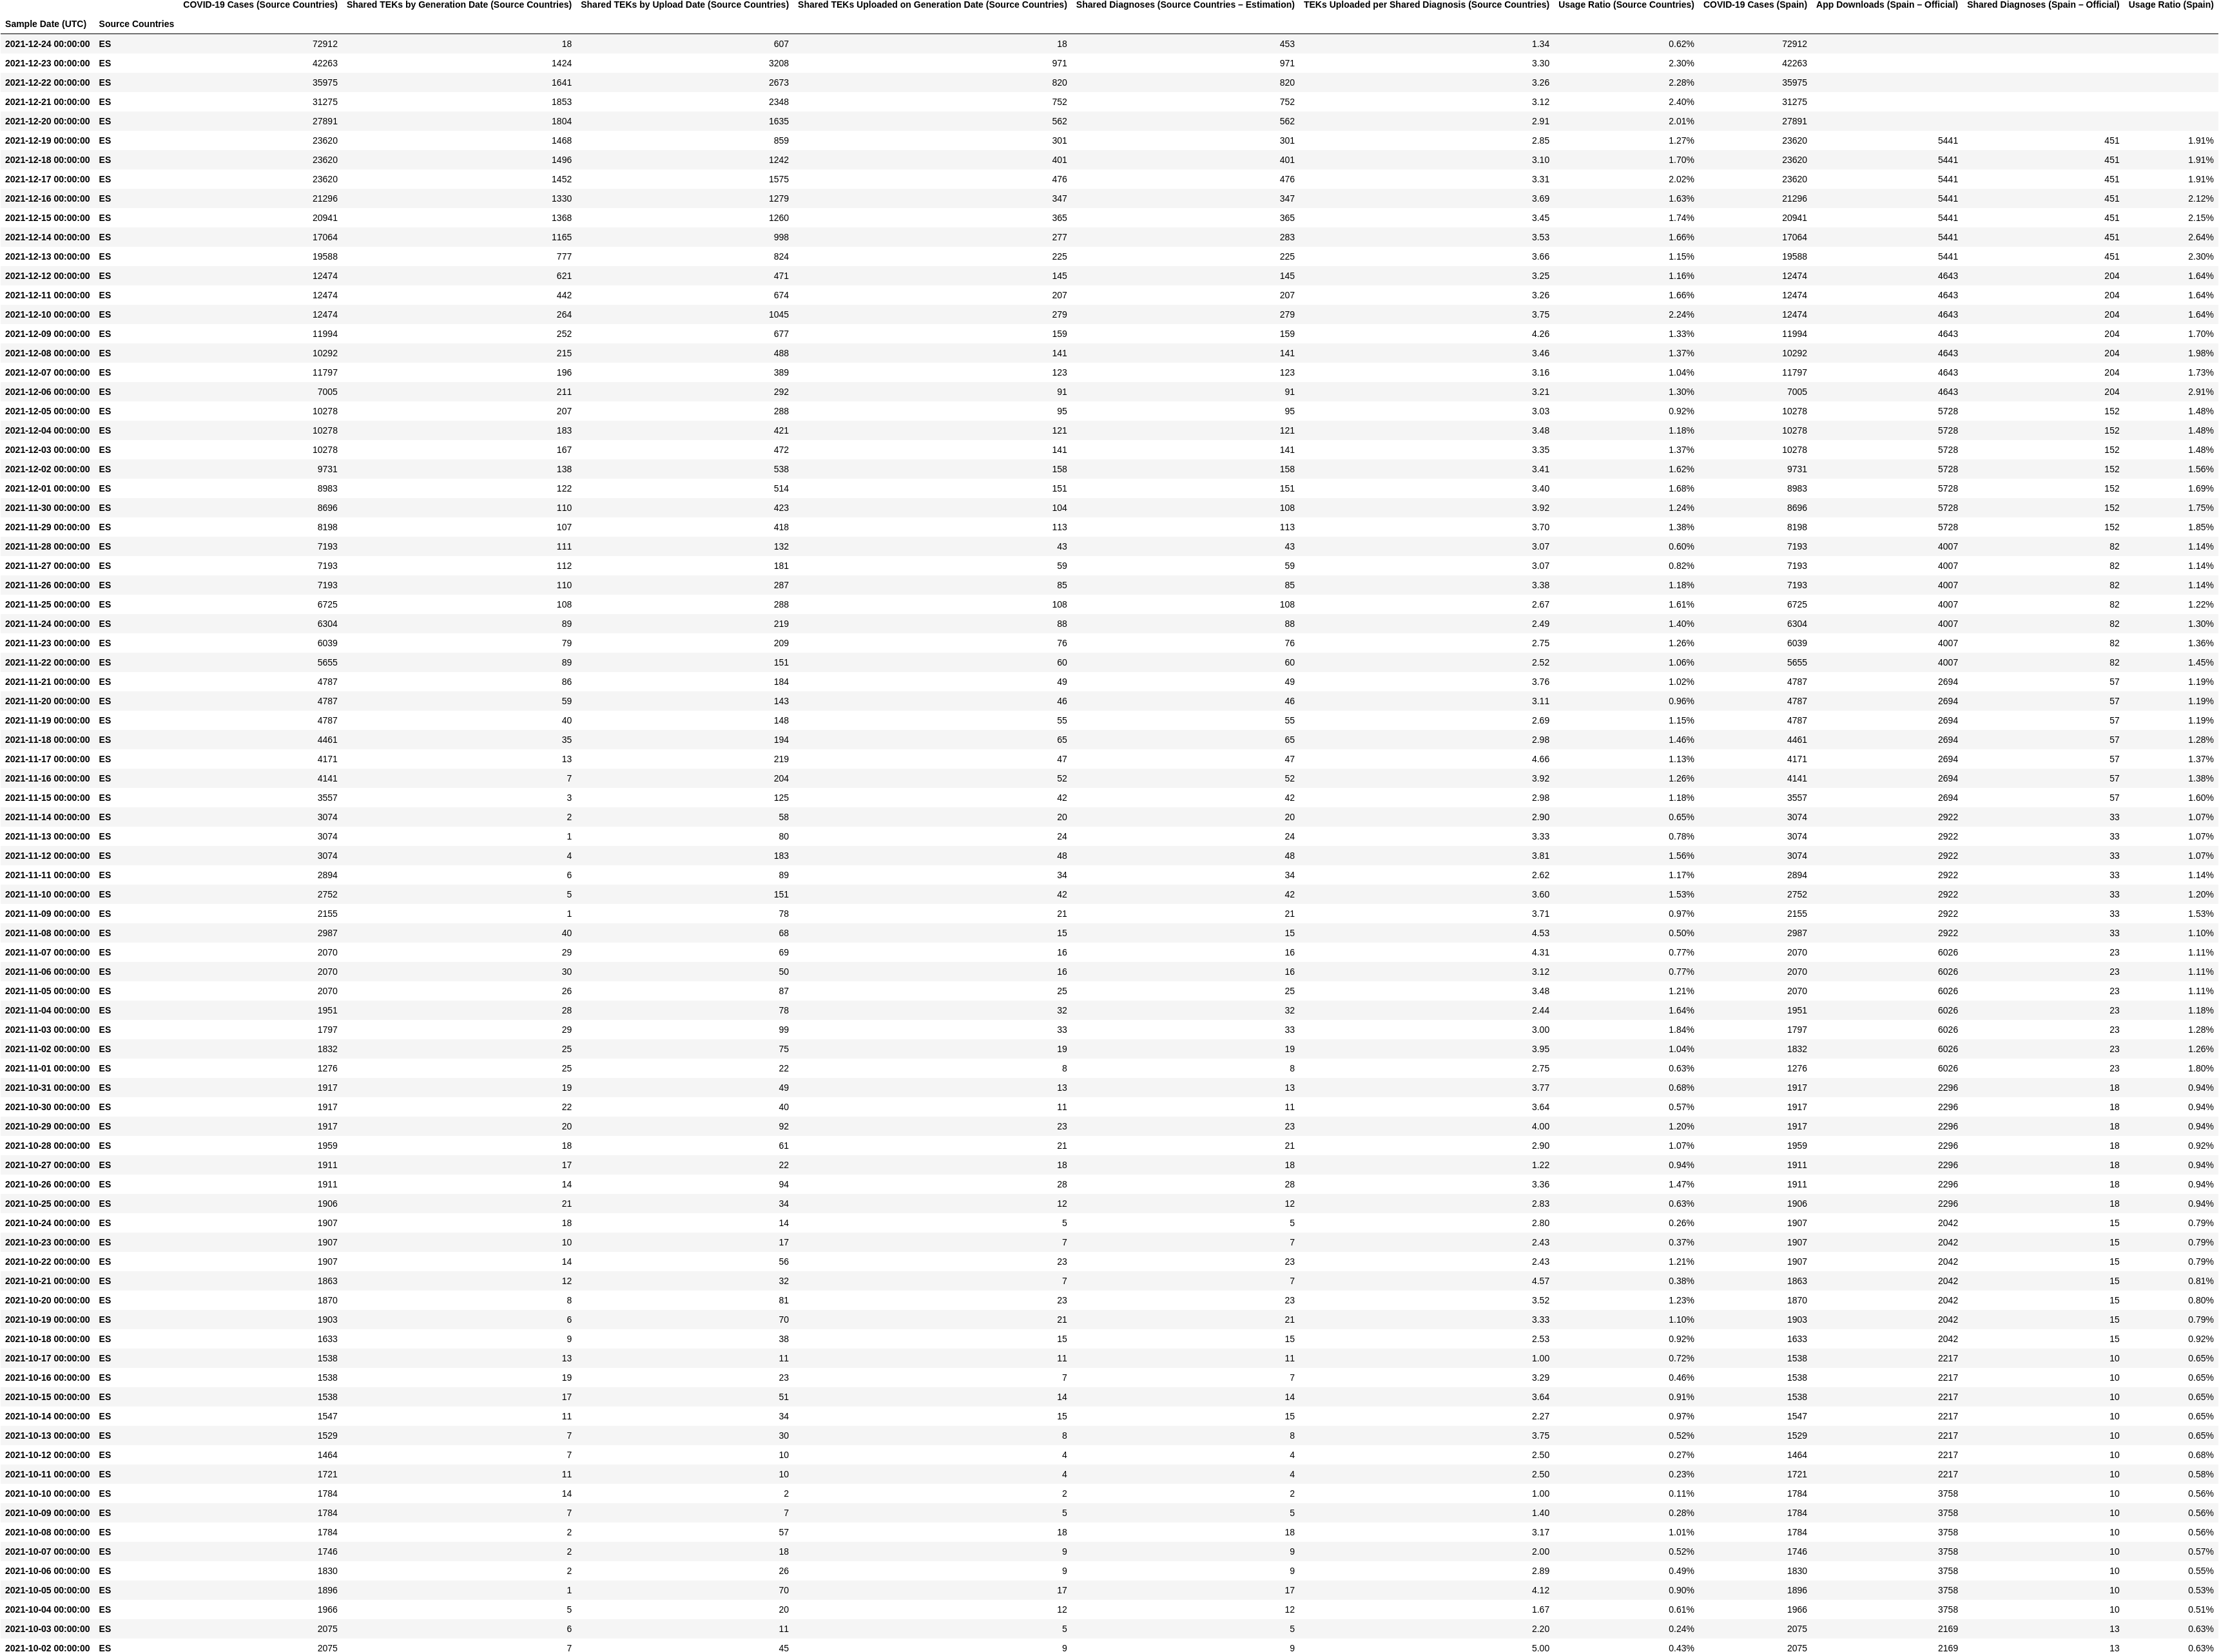 COVID-19 Cases (Source Countries) Shared TEKs by Generation Date (Source Countries) Shared TEKs by Upload Date (Source Countries) Shared TEKs Uploaded on Generation Date (Source Countries) Shared Diagnoses (Source Countries – Estimation) TEKs Uploaded per Shared Diagnosis (Source Countries) Usage Ratio (Source Countries) COVID-19 Cases (Spain) App Downloads (Spain – Official) Shared Diagnoses (Spain – Official) Usage Ratio (Spain)
Sample Date (UTC) Source Countries
2021-12-24 00:00:00 ES 72912 18 607 18 453 1.34 0.62% 72912
2021-12-23 00:00:00 ES 42263 1424 3208 971 971 3.30 2.30% 42263
2021-12-22 00:00:00 ES 35975 1641 2673 820 820 3.26 2.28% 35975
2021-12-21 00:00:00 ES 31275 1853 2348 752 752 3.12 2.40% 31275
2021-12-20 00:00:00 ES 27891 1804 1635 562 562 2.91 2.01% 27891
2021-12-19 00:00:00 ES 23620 1468 859 301 301 2.85 1.27% 23620 5441 451 1.91%
2021-12-18 00:00:00 ES 23620 1496 1242 401 401 3.10 1.70% 23620 5441 451 1.91%
2021-12-17 00:00:00 ES 23620 1452 1575 476 476 3.31 2.02% 23620 5441 451 1.91%
2021-12-16 00:00:00 ES 21296 1330 1279 347 347 3.69 1.63% 21296 5441 451 2.12%
2021-12-15 00:00:00 ES 20941 1368 1260 365 365 3.45 1.74% 20941 5441 451 2.15%
2021-12-14 00:00:00 ES 17064 1165 998 277 283 3.53 1.66% 17064 5441 451 2.64%
2021-12-13 00:00:00 ES 19588 777 824 225 225 3.66 1.15% 19588 5441 451 2.30%
2021-12-12 00:00:00 ES 12474 621 471 145 145 3.25 1.16% 12474 4643 204 1.64%
2021-12-11 00:00:00 ES 12474 442 674 207 207 3.26 1.66% 12474 4643 204 1.64%
2021-12-10 00:00:00 ES 12474 264 1045 279 279 3.75 2.24% 12474 4643 204 1.64%
2021-12-09 00:00:00 ES 11994 252 677 159 159 4.26 1.33% 11994 4643 204 1.70%
2021-12-08 00:00:00 ES 10292 215 488 141 141 3.46 1.37% 10292 4643 204 1.98%
2021-12-07 00:00:00 ES 11797 196 389 123 123 3.16 1.04% 11797 4643 204 1.73%
2021-12-06 00:00:00 ES 7005 211 292 91 91 3.21 1.30% 7005 4643 204 2.91%
2021-12-05 00:00:00 ES 10278 207 288 95 95 3.03 0.92% 10278 5728 152 1.48%
2021-12-04 00:00:00 ES 10278 183 421 121 121 3.48 1.18% 10278 5728 152 1.48%
2021-12-03 00:00:00 ES 10278 167 472 141 141 3.35 1.37% 10278 5728 152 1.48%
2021-12-02 00:00:00 ES 9731 138 538 158 158 3.41 1.62% 9731 5728 152 1.56%
2021-12-01 00:00:00 ES 8983 122 514 151 151 3.40 1.68% 8983 5728 152 1.69%
2021-11-30 00:00:00 ES 8696 110 423 104 108 3.92 1.24% 8696 5728 152 1.75%
2021-11-29 00:00:00 ES 8198 107 418 113 113 3.70 1.38% 8198 5728 152 1.85%
2021-11-28 00:00:00 ES 7193 111 132 43 43 3.07 0.60% 7193 4007 82 1.14%
2021-11-27 00:00:00 ES 7193 112 181 59 59 3.07 0.82% 7193 4007 82 1.14%
2021-11-26 00:00:00 ES 7193 110 287 85 85 3.38 1.18% 7193 4007 82 1.14%
2021-11-25 00:00:00 ES 6725 108 288 108 108 2.67 1.61% 6725 4007 82 1.22%
2021-11-24 00:00:00 ES 6304 89 219 88 88 2.49 1.40% 6304 4007 82 1.30%
2021-11-23 00:00:00 ES 6039 79 209 76 76 2.75 1.26% 6039 4007 82 1.36%
2021-11-22 00:00:00 ES 5655 89 151 60 60 2.52 1.06% 5655 4007 82 1.45%
2021-11-21 00:00:00 ES 4787 86 184 49 49 3.76 1.02% 4787 2694 57 1.19%
2021-11-20 00:00:00 ES 4787 59 143 46 46 3.11 0.96% 4787 2694 57 1.19%
2021-11-19 00:00:00 ES 4787 40 148 55 55 2.69 1.15% 4787 2694 57 1.19%
2021-11-18 00:00:00 ES 4461 35 194 65 65 2.98 1.46% 4461 2694 57 1.28%
2021-11-17 00:00:00 ES 4171 13 219 47 47 4.66 1.13% 4171 2694 57 1.37%
2021-11-16 00:00:00 ES 4141 7 204 52 52 3.92 1.26% 4141 2694 57 1.38%
2021-11-15 00:00:00 ES 3557 3 125 42 42 2.98 1.18% 3557 2694 57 1.60%
2021-11-14 00:00:00 ES 3074 2 58 20 20 2.90 0.65% 3074 2922 33 1.07%
2021-11-13 00:00:00 ES 3074 1 80 24 24 3.33 0.78% 3074 2922 33 1.07%
2021-11-12 00:00:00 ES 3074 4 183 48 48 3.81 1.56% 3074 2922 33 1.07%
2021-11-11 00:00:00 ES 2894 6 89 34 34 2.62 1.17% 2894 2922 33 1.14%
2021-11-10 00:00:00 ES 2752 5 151 42 42 3.60 1.53% 2752 2922 33 1.20%
2021-11-09 00:00:00 ES 2155 1 78 21 21 3.71 0.97% 2155 2922 33 1.53%
2021-11-08 00:00:00 ES 2987 40 68 15 15 4.53 0.50% 2987 2922 33 1.10%
2021-11-07 00:00:00 ES 2070 29 69 16 16 4.31 0.77% 2070 6026 23 1.11%
2021-11-06 00:00:00 ES 2070 30 50 16 16 3.12 0.77% 2070 6026 23 1.11%
2021-11-05 00:00:00 ES 2070 26 87 25 25 3.48 1.21% 2070 6026 23 1.11%
2021-11-04 00:00:00 ES 1951 28 78 32 32 2.44 1.64% 1951 6026 23 1.18%
2021-11-03 00:00:00 ES 1797 29 99 33 33 3.00 1.84% 1797 6026 23 1.28%
2021-11-02 00:00:00 ES 1832 25 75 19 19 3.95 1.04% 1832 6026 23 1.26%
2021-11-01 00:00:00 ES 1276 25 22 8 8 2.75 0.63% 1276 6026 23 1.80%
2021-10-31 00:00:00 ES 1917 19 49 13 13 3.77 0.68% 1917 2296 18 0.94%
2021-10-30 00:00:00 ES 1917 22 40 11 11 3.64 0.57% 1917 2296 18 0.94%
2021-10-29 00:00:00 ES 1917 20 92 23 23 4.00 1.20% 1917 2296 18 0.94%
2021-10-28 00:00:00 ES 1959 18 61 21 21 2.90 1.07% 1959 2296 18 0.92%
2021-10-27 00:00:00 ES 1911 17 22 18 18 1.22 0.94% 1911 2296 18 0.94%
2021-10-26 00:00:00 ES 1911 14 94 28 28 3.36 1.47% 1911 2296 18 0.94%
2021-10-25 00:00:00 ES 1906 21 34 12 12 2.83 0.63% 1906 2296 18 0.94%
2021-10-24 00:00:00 ES 1907 18 14 5 5 2.80 0.26% 1907 2042 15 0.79%
2021-10-23 00:00:00 ES 1907 10 17 7 7 2.43 0.37% 1907 2042 15 0.79%
2021-10-22 00:00:00 ES 1907 14 56 23 23 2.43 1.21% 1907 2042 15 0.79%
2021-10-21 00:00:00 ES 1863 12 32 7 7 4.57 0.38% 1863 2042 15 0.81%
2021-10-20 00:00:00 ES 1870 8 81 23 23 3.52 1.23% 1870 2042 15 0.80%
2021-10-19 00:00:00 ES 1903 6 70 21 21 3.33 1.10% 1903 2042 15 0.79%
2021-10-18 00:00:00 ES 1633 9 38 15 15 2.53 0.92% 1633 2042 15 0.92%
2021-10-17 00:00:00 ES 1538 13 11 11 11 1.00 0.72% 1538 2217 10 0.65%
2021-10-16 00:00:00 ES 1538 19 23 7 7 3.29 0.46% 1538 2217 10 0.65%
2021-10-15 00:00:00 ES 1538 17 51 14 14 3.64 0.91% 1538 2217 10 0.65%
2021-10-14 00:00:00 ES 1547 11 34 15 15 2.27 0.97% 1547 2217 10 0.65%
2021-10-13 00:00:00 ES 1529 7 30 8 8 3.75 0.52% 1529 2217 10 0.65%
2021-10-12 00:00:00 ES 1464 7 10 4 4 2.50 0.27% 1464 2217 10 0.68%
2021-10-11 00:00:00 ES 1721 11 10 4 4 2.50 0.23% 1721 2217 10 0.58%
2021-10-10 00:00:00 ES 1784 14 2 2 2 1.00 0.11% 1784 3758 10 0.56%
2021-10-09 00:00:00 ES 1784 7 7 5 5 1.40 0.28% 1784 3758 10 0.56%
2021-10-08 00:00:00 ES 1784 2 57 18 18 3.17 1.01% 1784 3758 10 0.56%
2021-10-07 00:00:00 ES 1746 2 18 9 9 2.00 0.52% 1746 3758 10 0.57%
2021-10-06 00:00:00 ES 1830 2 26 9 9 2.89 0.49% 1830 3758 10 0.55%
2021-10-05 00:00:00 ES 1896 1 70 17 17 4.12 0.90% 1896 3758 10 0.53%
2021-10-04 00:00:00 ES 1966 5 20 12 12 1.67 0.61% 1966 3758 10 0.51%
2021-10-03 00:00:00 ES 2075 6 11 5 5 2.20 0.24% 2075 2169 13 0.63%
2021-10-02 00:00:00 ES 2075 7 45 9 9 5.00 0.43% 2075 2169 13 0.63%